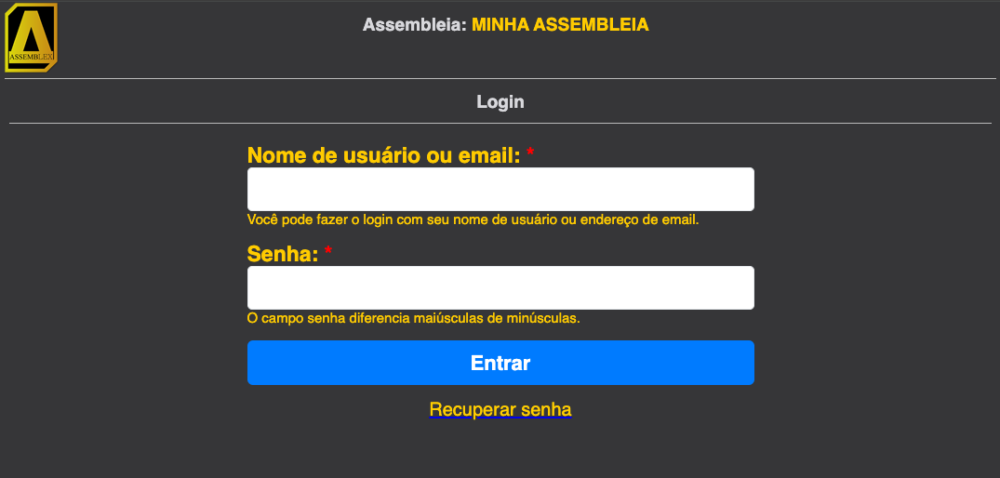 ASSEMBLEX
Assembleia: MINHA ASSEMBLEIA
Login
Nome de usuário ou email: *
Você pode fazer o login com seu nome de usuário ou endereço de email.
Senha: *
O campo senha diferencia maiúsculas de minúsculas.
Entrar
Recuperar senha